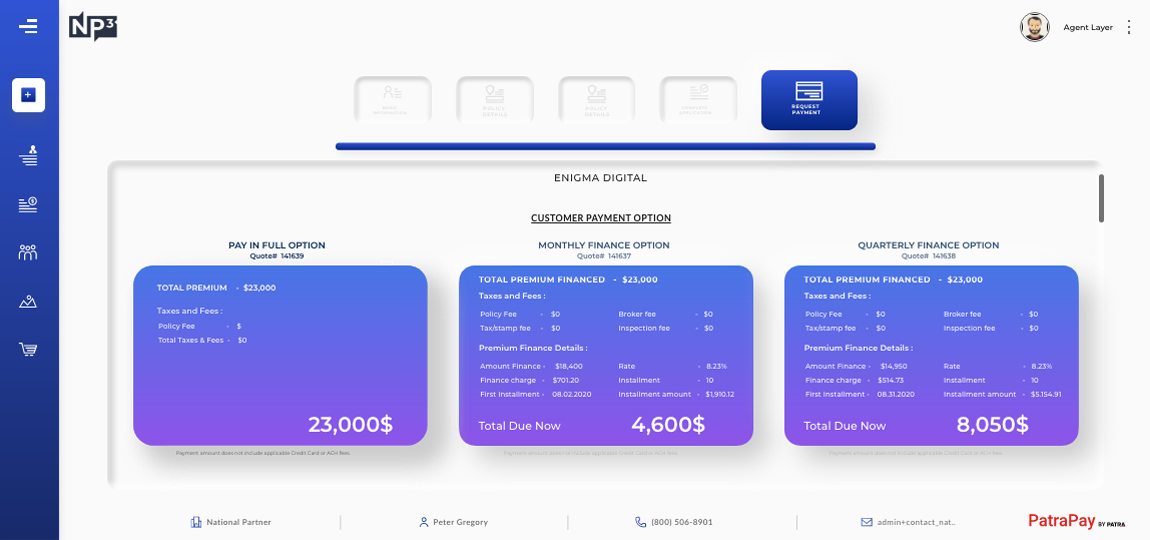 NP³
Agent Layer
BASIC
INFORMATION
POLICY
DETAILS
POLICY
DETAILS
COMPLETE
APPLICATION
REQUEST
PAYMENT
ENIGMA DIGITAL
CUSTOMER PAYMENT OPTION
PAY IN FULL OPTION
Quote# 141639
TOTAL PREMIUM - $23,000
Taxes and Fees :
Policy Fee - $
Total Taxes & Fees - $0
23,000$
Payment amount does not include applicable Credit Card or ACH fees.
MONTHLY FINANCE OPTION
Quote# 141637
TOTAL PREMIUM FINANCED - $23,000
Taxes and Fees :
Policy Fee - $0 Broker fee - $0
Tax/stamp fee - $0 Inspection fee - $0
Premium Finance Details :
Amount Finance - $18,400 Rate - 8.23%
Finance charge - $701.20 Installment - 10
First Installment - 08.02.2020 Installment amount - $1,910.12
Total Due Now 4,600$
Payment amount does not include applicable Credit Card or ACH fees.
QUARTERLY FINANCE OPTION
Quote# 141638
TOTAL PREMIUM FINANCED - $23,000
Taxes and Fees :
Policy Fee - $0 Broker fee - $0
Tax/stamp fee - $0 Inspection fee - $0
Premium Finance Details :
Amount Finance - $14,950 Rate - 8.23%
Finance charge - $514.73 Installment - 10
First Installment - 08.31.2020 Installment amount - $5.154.91
Total Due Now 8,050$
Payment amount does not include applicable Credit Card or ACH fees.
National Partner
Peter Gregory
(800) 506-8901
admin+contact_nat..
PatraPay BY PATRA